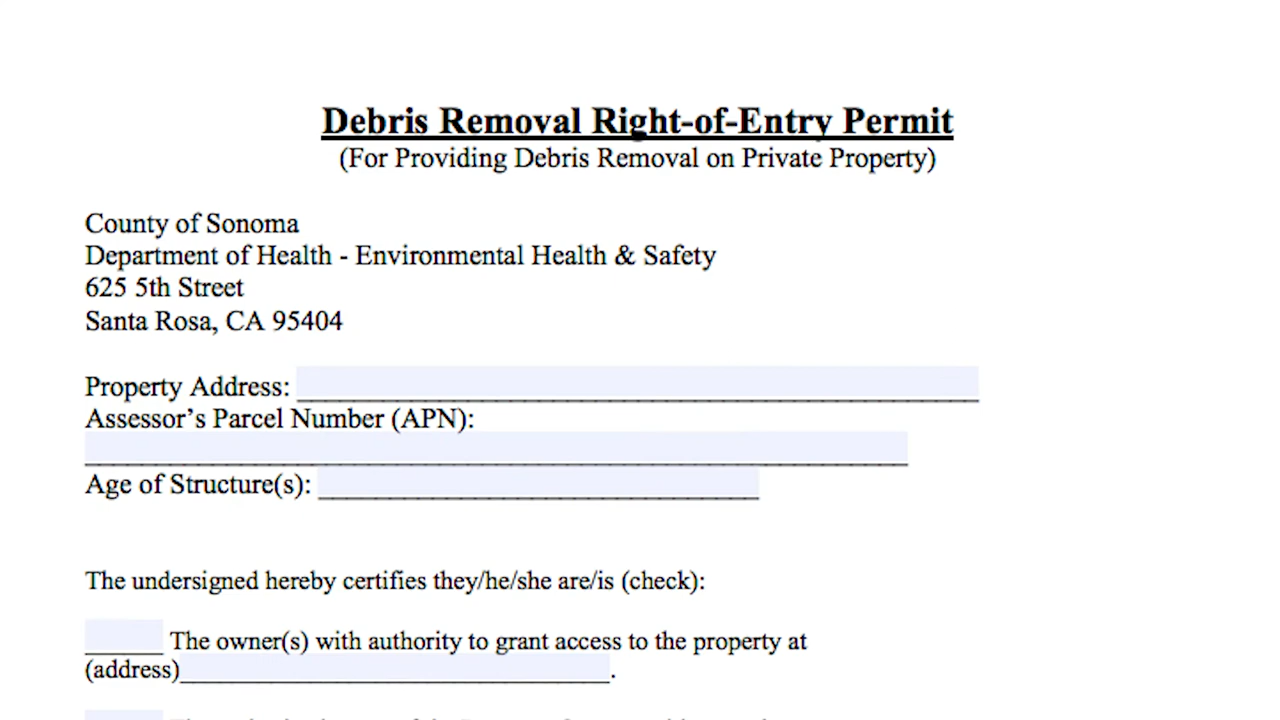 Debris Removal Right-of-Entry Permit
(For Providing Debris Removal on Private Property)
County of Sonoma
Department of Health - Environmental Health & Safety
625 5th Street
Santa Rosa, CA 95404
Property Address:
Assessor’s Parcel Number (APN):
Age of Structure(s):
The undersigned hereby certifies they/he/she are/is (check):
The owner(s) with authority to grant access to the property at
(address)                    .